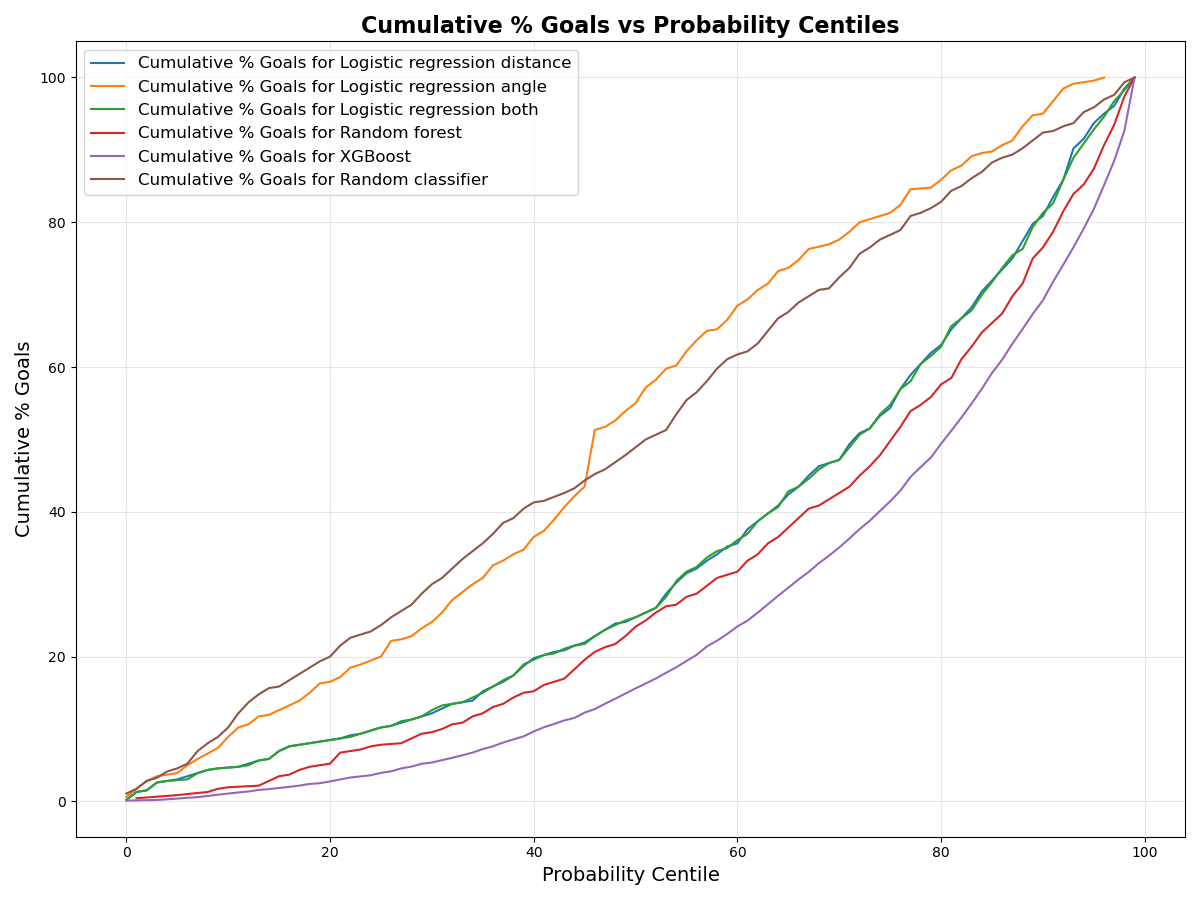 Cumulative % Goals vs Probability Centiles
Cumulative % Goals for Logistic regression distance
Cumulative % Goals for Logistic regression angle
Cumulative % Goals for Logistic regression both
Cumulative % Goals for Random forest
Cumulative % Goals for XGBoost
Cumulative % Goals for Random classifier
100
80
60
40
20
0
Cumulative % Goals
0 20 40 60 80 100
Probability Centile